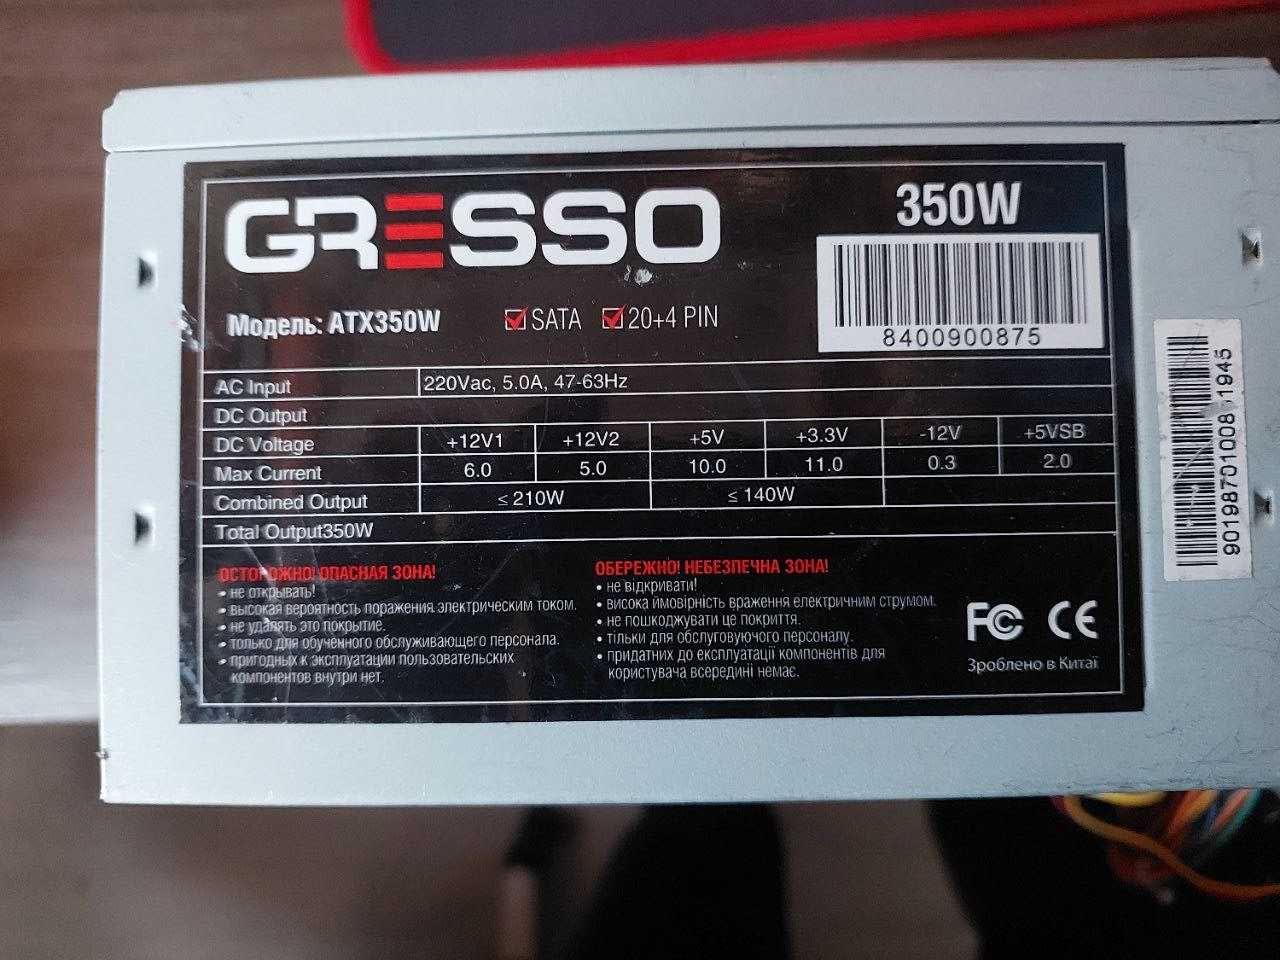 GRESSO
350W
Модель: ATX350W
SATA
20+4 PIN
8400900875
AC Input 220Vac, 5.0A, 47-63Hz
DC Output
DC Voltage +12V1 +12V2 +5V +3.3V -12V +5VSB
Max Current 6.0 5.0 10.0 11.0 0.3 2.0
Combined Output ≤ 210W ≤ 140W
Total Output350W
ОСТОРОЖНО! ОПАСНАЯ ЗОНА!
• не открывать!
• высокая вероятность поражения электрическим током.
• не удалять это покрытие.
• только для обученного обслуживающего персонала.
• пригодных к эксплуатации пользовательских
компонентов внутри нет.
ОБЕРЕЖНО! НЕБЕЗПЕЧНА ЗОНА!
• не відкривати!
• висока ймовірність враження електричним струмом.
• не пошкоджувати це покриття.
• тільки для обслуговуючого персоналу.
• придатних до експлуатації компонентів для
користувача всередині немає.
FC CE
Зроблено в Китаї